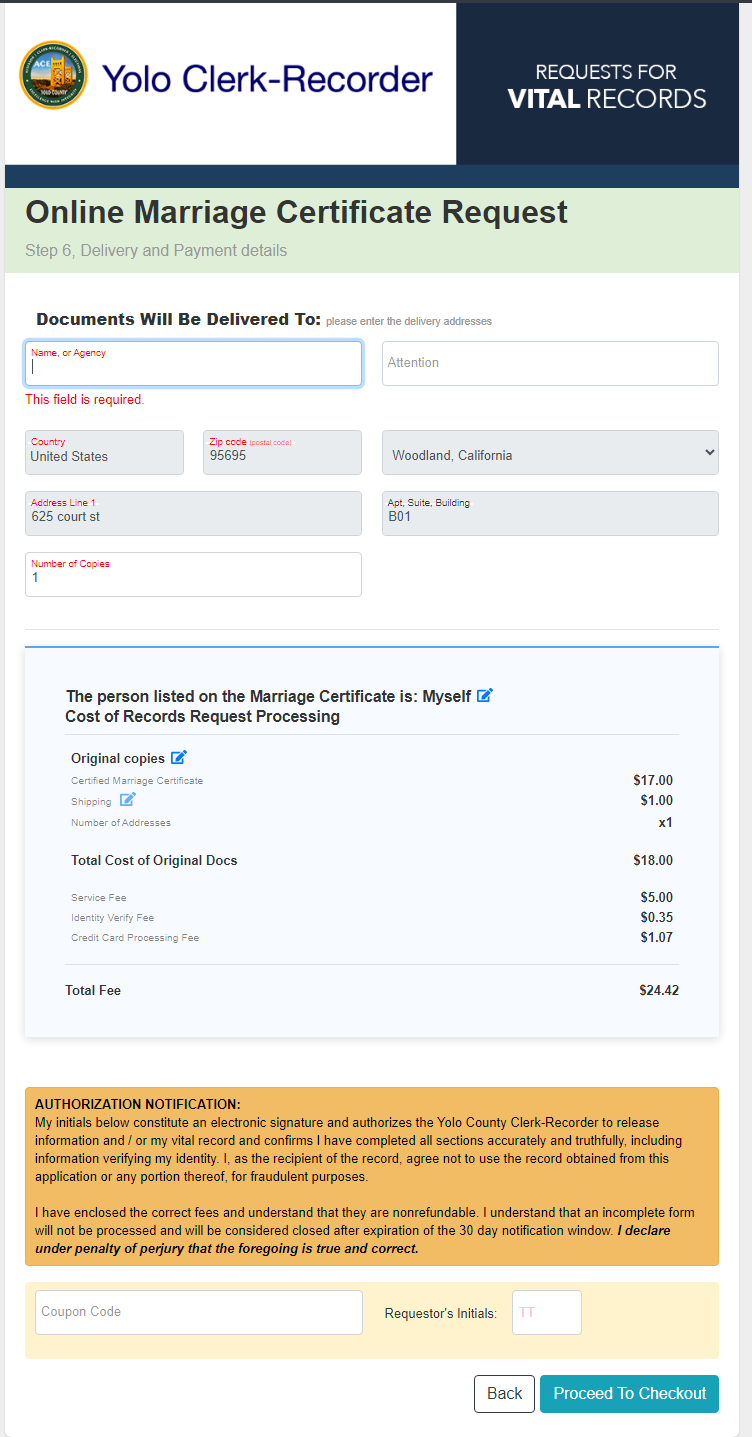 ACE
YOLO COUNTY
Yolo Clerk-Recorder
REQUESTS FOR
VITAL RECORDS
Online Marriage Certificate Request
Step 6, Delivery and Payment details
Documents Will Be Delivered To: please enter the delivery addresses
Name, or Agency
Attention
This field is required.
Country
United States
Zip code (postal code)
95695
Woodland, California
Address Line 1
625 court st
Apt, Suite, Building
B01
Number of Copies
1
The person listed on the Marriage Certificate is: Myself
Cost of Records Request Processing
Original copies
Certified Marriage Certificate $17.00
Shipping $1.00
Number of Addresses x1
Total Cost of Original Docs $18.00
Service Fee $5.00
Identity Verify Fee $0.35
Credit Card Processing Fee $1.07
Total Fee $24.42
AUTHORIZATION NOTIFICATION:
My initials below constitute an electronic signature and authorizes the Yolo County Clerk-Recorder to release
information and / or my vital record and confirms I have completed all sections accurately and truthfully, including
information verifying my identity. I, as the recipient of the record, agree not to use the record obtained from this
application or any portion thereof, for fraudulent purposes.
I have enclosed the correct fees and understand that they are nonrefundable. I understand that an incomplete form
will not be processed and will be considered closed after expiration of the 30 day notification window. I declare
under penalty of perjury that the foregoing is true and correct.
Coupon Code
Requestor's Initials:
TT
Back
Proceed To Checkout